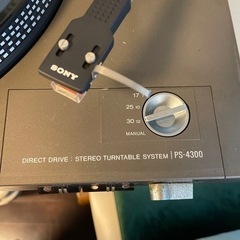 SONY
17
25
30
MANUAL
DIRECT DRIVE : STEREO TURNTABLE SYSTEM | PS-4300